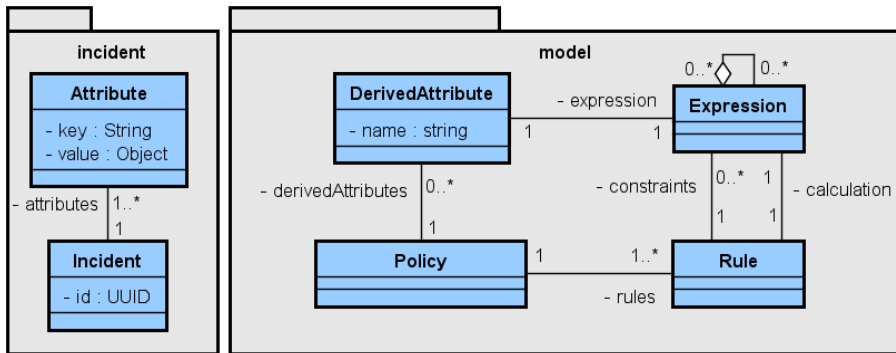 incident
Attribute
- key : String
- value : Object
- attributes
1..*
1
Incident
- id : UUID
model
DerivedAttribute
- name : string
- expression
1
1
0..*
0..*
Expression
- derivedAttributes
0..*
1
- constraints
0..*
1
1
1
- calculation
Policy
1
1..*
- rules
Rule